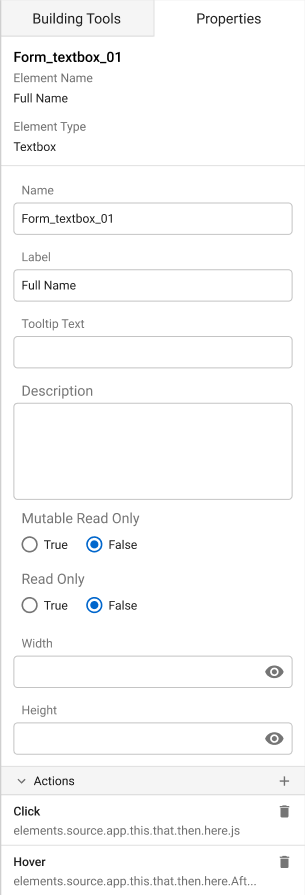 Building Tools
Properties
Form_textbox_01
Element Name
Full Name
Element Type
Textbox
Name
Form_textbox_01
Label
Full Name
Tooltip Text
Description
Mutable Read Only
True False
Read Only
True False
Width
Height
Actions
Click
elements.source.app.this.that.then.here.js
Hover
elements.source.app.this.that.then.here.Aft...